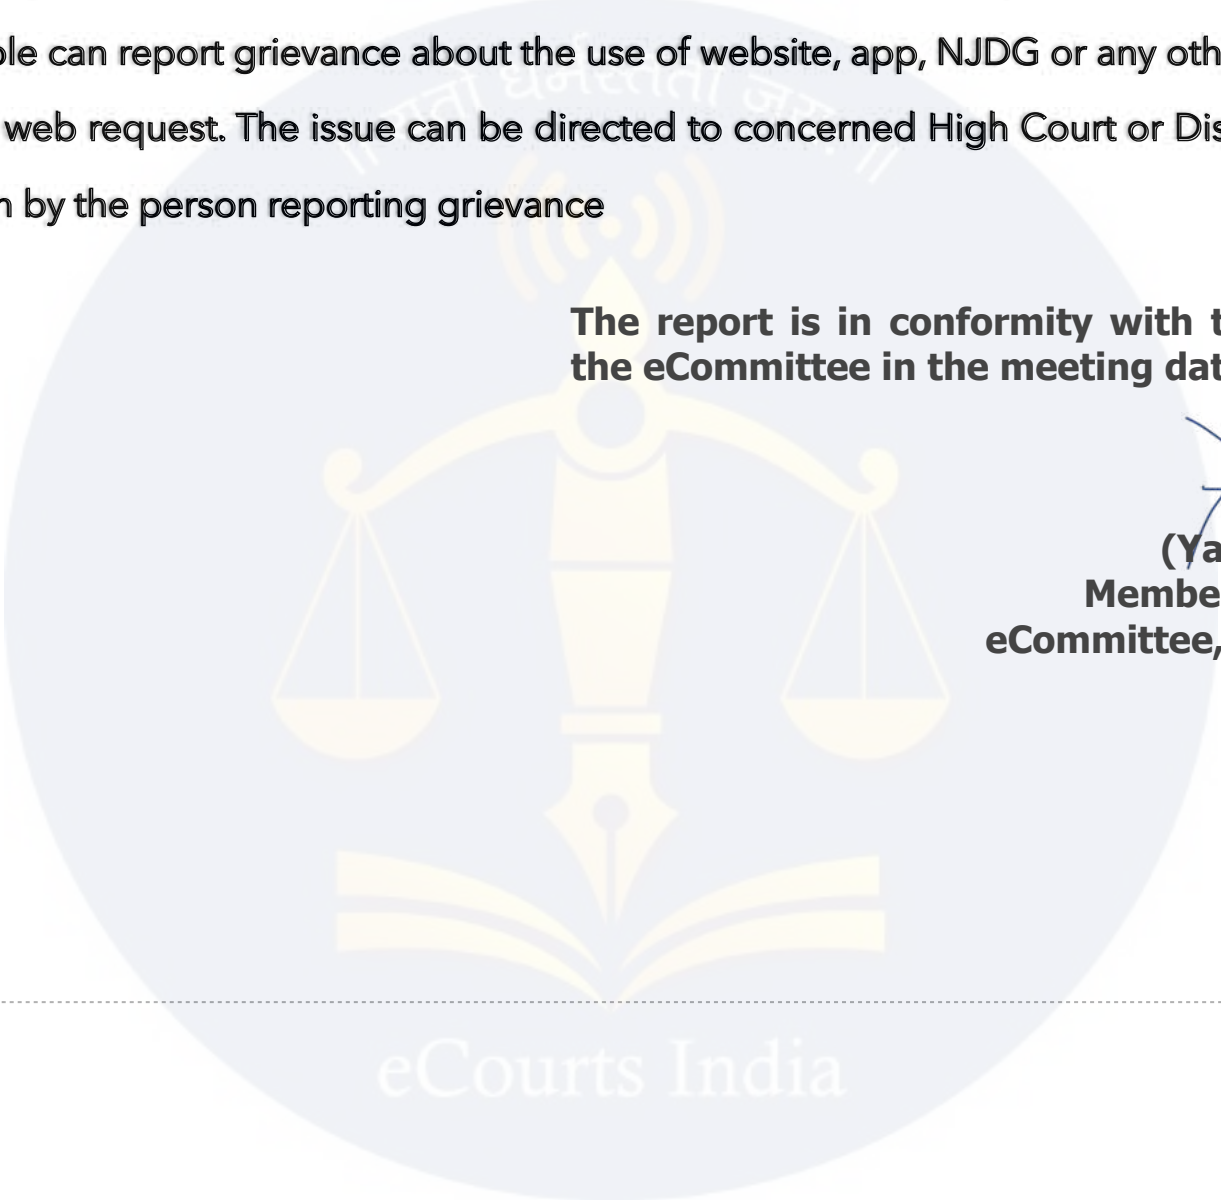 ple can report grievance about the use of website, app, NJDG or any oth
web request. The issue can be directed to concerned High Court or Dis
n by the person reporting grievance
The report is in conformity with t
the eCommittee in the meeting dat
(Ya
Membe
eCommittee,
eCourts India